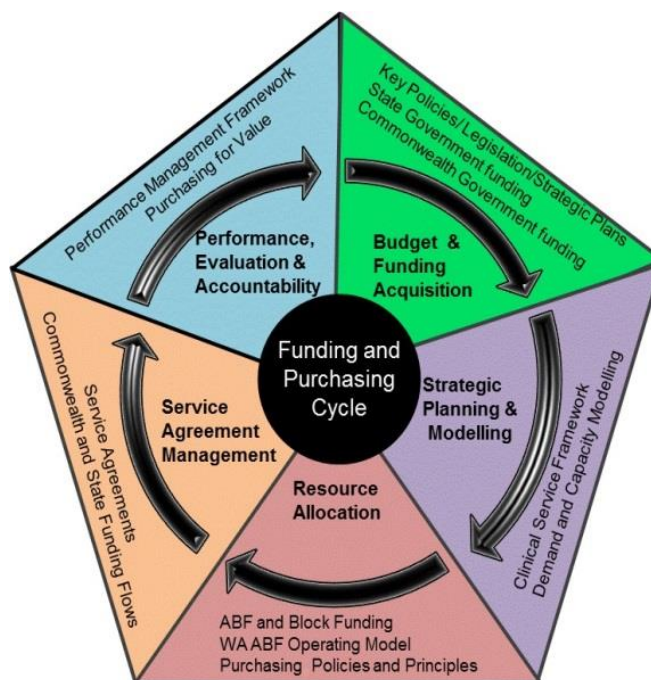 Performance Management Framework
Purchasing for Value
Performance,
Evaluation &
Accountability
Key Policies/Legislation/Strategic Plans
State Government funding
Commonwealth Government funding
Budget &
Funding
Acquisition
Funding and
Purchasing
Cycle
Strategic
Planning &
Modelling
Clinical Service Framework
Demand and Capacity Modelling
Resource
Allocation
ABF and Block Funding
WA ABF Operating Model
Purchasing Policies and Principles
Service
Agreement
Management
Service Agreements
Commonwealth and State Funding Flows